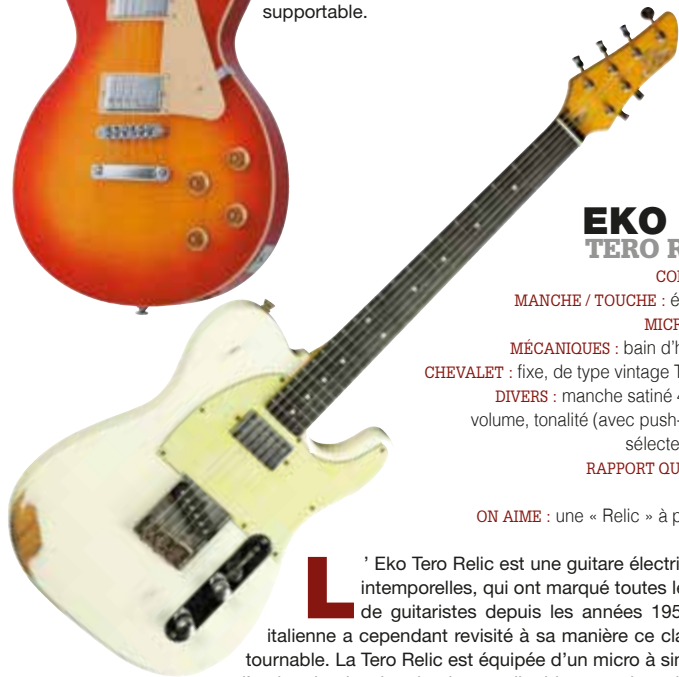 supportable.
EKO
TERO R
CO
MANCHE / TOUCHE : é
MICR
MÉCANIQUES : bain d'h
CHEVALET : fixe, de type vintage T
DIVERS : manche satiné 4
volume, tonalité (avec push-
sélecte
RAPPORT QU
ON AIME : une « Relic » à p
L' Eko Tero Relic est une guitare électri
intemporelles, qui ont marqué toutes le
de guitaristes depuis les années 195
italienne a cependant revisité à sa manière ce cla
tournable. La Tero Relic est équipée d'un micro à sin